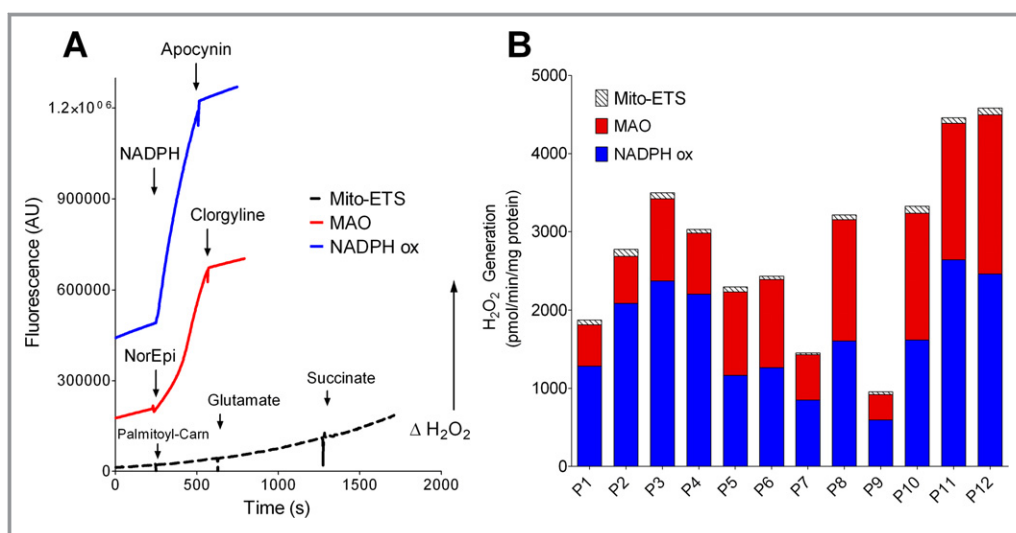 A
Apocynin
1.2×10⁰⁶.
NADPH
900000
Mito-ETS
MAO
NADPH ox
Clorgyline
Fluorescence (AU)
600000
NorEpi
300000
Succinate
Glutamate
Palmitoyl-Carn
Δ H₂O₂
0
0 500 1000 1500 2000
Time (s)
B
5000
Mito-ETS
MAO
NADPH ox
4000
3000
H₂O₂ Generation
(pmol/min/mg protein)
2000
1000
0
P1 P2 P3 P4 P5 P6 P7 P8 P9 P10 P11 P12